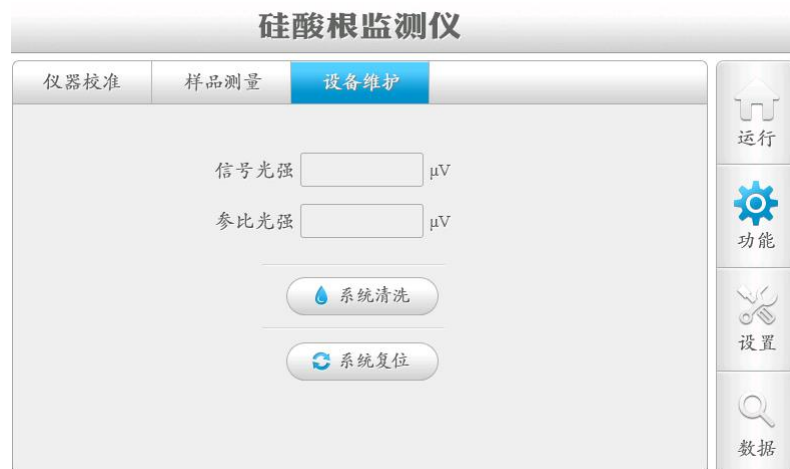 硅酸根监测仪
仪器校准 样品测量 设备维护
信号光强 μV
参比光强 μV
系统清洗
系统复位
运行
功能
设置
数据